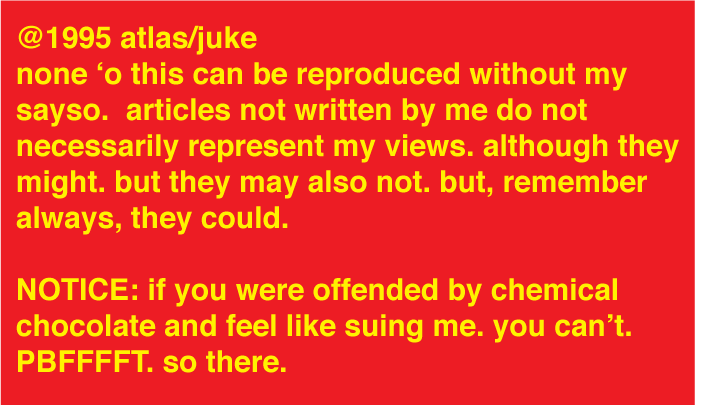 @1995 atlas/juke
none ‘o this can be reproduced without my
sayso.  articles not written by me do not
necessarily represent my views. although they
might. but they may also not. but, remember
always, they could.

NOTICE: if you were offended by chemical
chocolate and feel like suing me. you can’t.
PBFFFFT. so there.